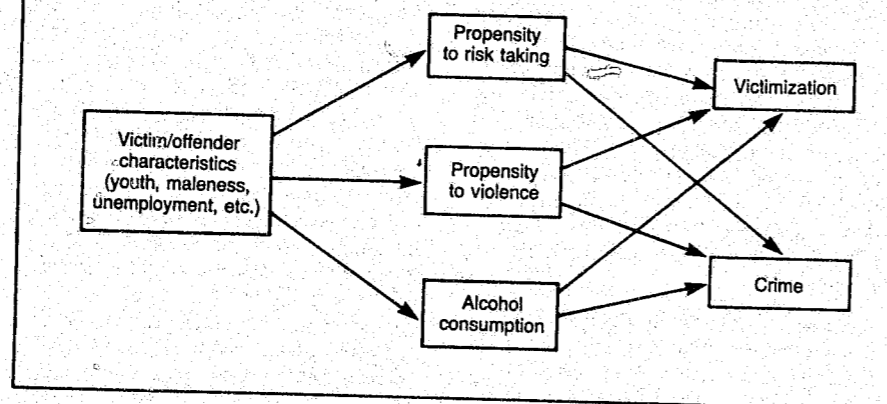 Propensity
to risk taking
Victimization
Victim/offender
characteristics
(youth, maleness,
unemployment, etc.)
Propensity
to violence
Alcohol
consumption
Crime